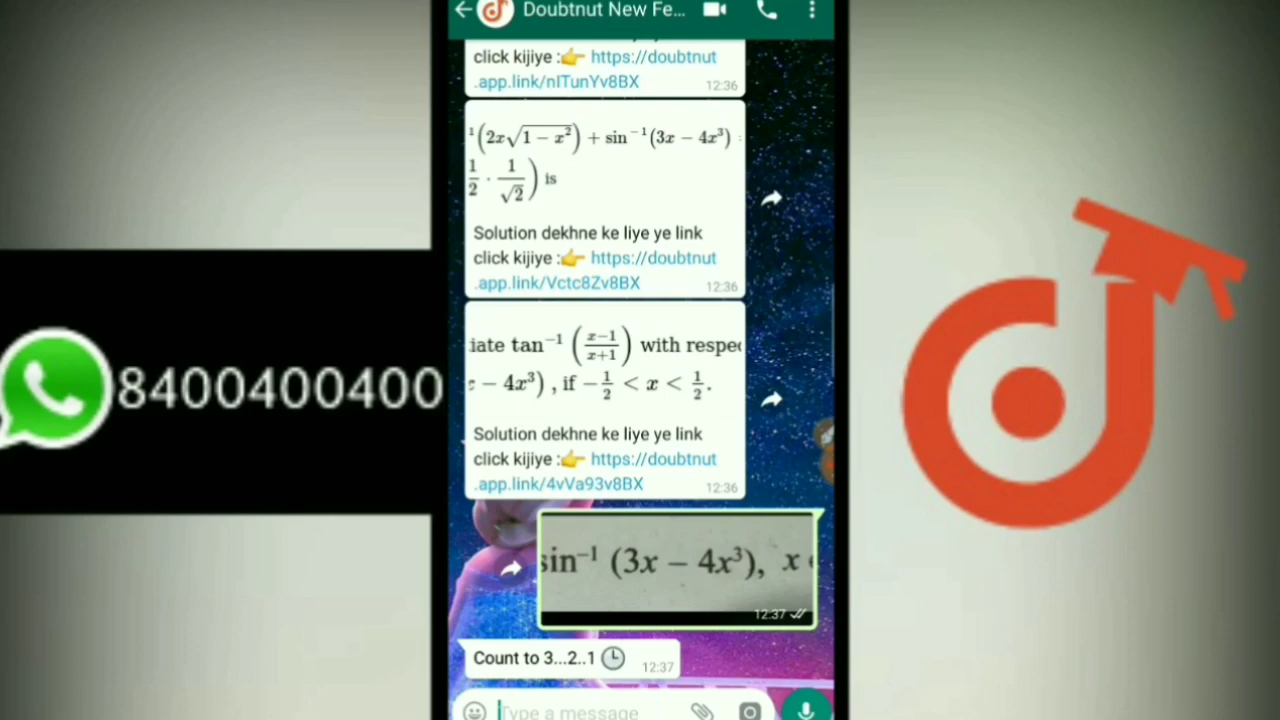 Doubtnut New Fe...
click kijiye :👉 https://doubtnut
.app.link/nITunYv8BX
12:36
¹(2x√(1 − x²)) + sin⁻¹(3x − 4x³)
1/2 · 1/√2) is
Solution dekhne ke liye ye link
click kijiye :👉 https://doubtnut
.app.link/Vctc8Zv8BX
12:36
iate tan⁻¹ ((x−1)/(x+1)) with respe
− 4x³) , if −1/2 < x < 1/2.
Solution dekhne ke liye ye link
click kijiye :👉 https://doubtnut
.app.link/4vVa93v8BX
12:36
sin⁻¹ (3x − 4x³), x
12:37
Count to 3...2..1 🕒
12:37
Type a message
8400400400